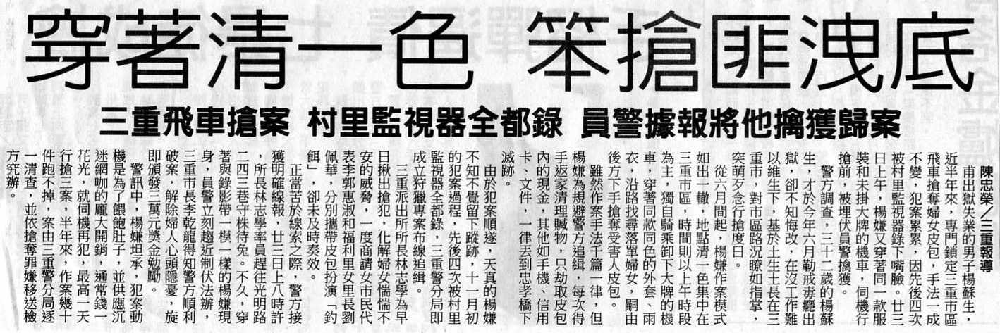 穿著清一色 笨搶匪洩底
三重飛車搶案 村里監視器全都錄 員警據報將他擒獲歸案
陳忠榮╱三重報導
甫出獄失業的男子楊蘇生，
近半年來，專門鎖定三重市區
飛車搶奪婦女皮包，手法一成
不變，犯案累累，因先後四次
被村里監視器錄下嘴臉。廿三
日上午，楊嫌又穿著同一款服
裝和未掛大牌的機車，伺機行
搶前，被埋伏員警擒獲。
警方調查，三十二歲的楊蘇
生，才於今年六月勒戒毒癮出
獄，卻不知悔改，在沒工作難
以維生下，基於土生土長在三
重市，對市區路況瞭如指掌，
突萌歹念行搶度日。
從六月間起，楊嫌作案模式
如出一轍，地點清一色集中在
三重市區，時間則以上午時段
為主，獨自騎乘卸下大牌的機
車，穿著同款同色的外套、雨
衣，沿路找尋落單婦女，嗣由
後方下手搶奪受害人皮包。
雖然作案手法千篇一律，但
楊嫌為規避警方追緝，每次得
手返家清理贓物，只劫取皮包
內的現金，其他如手機、信用
卡、文件，一律丟到忠孝橋下
滅跡。
由於犯案順遂，天真的楊嫌
不知不覺留下蹤跡，十一月初
的犯案過程，先後四次被村里
監視器全都錄，三重警分局即
成立狩獵專案布線追緝。
三重派出所所長林志學為早
日揪出搶犯，化解婦女惴惴不
安的威脅，一度商請女市民代
表李郭惠淑和福利里女里長劉
佩華，分別攜帶皮包扮演「釣
餌」，卻未及時奏效。
正當苦於線索之際，警方接
獲明確線報，廿三日上八時許
，所長林志學率員趕往光明路
二四三巷守株待兔。不久，穿
著與錄影帶一模一樣的楊嫌現
身，員警立刻趨近制伏法辦，
三重市長李乾龍得知警方順利
破案，解除婦人心頭隱憂，旋
即頒發三萬元獎金勉勵。
警訊中，楊嫌坦承，犯案動
機是為了餵飽肚子，並供應沉
迷網咖的龐大開銷，通常錢一
花光，就伺機再犯，最高一天
行搶三案，半年來，作案幾十
件跑不掉，案由三重警分局逐
一清查，並依搶奪罪嫌移送檢
方究辦。